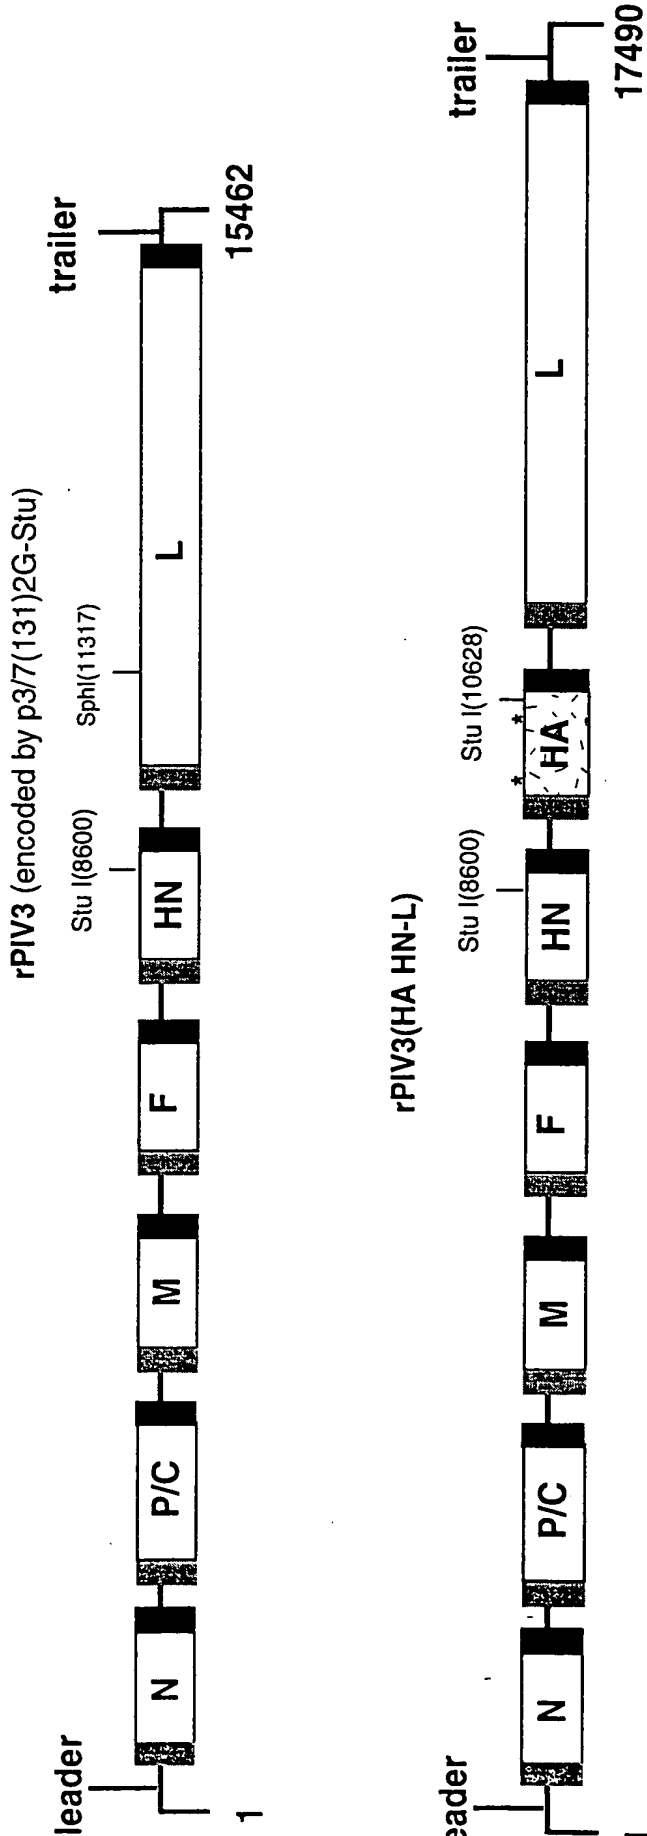 rPIV3 (encoded by p3/7(131)2G-Stu)
Stu I(8600)
SphI(11317)
leader
trailer
N
P/C
M
F
HN
L
1
15462
rPIV3(HA HN-L)
Stu I(8600)
Stu I(10628)
eader
trailer
N
P/C
M
F
HN
* *
HA
L
17490